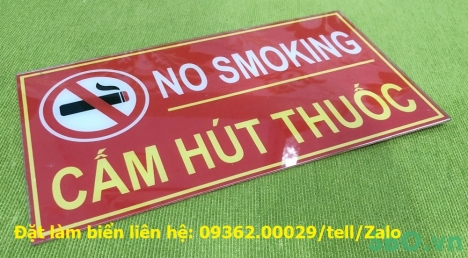 NO SMOKING
CẤM HÚT THUỐC
Đặt làm biển liên hệ: 09362.00029/tell/Zalo